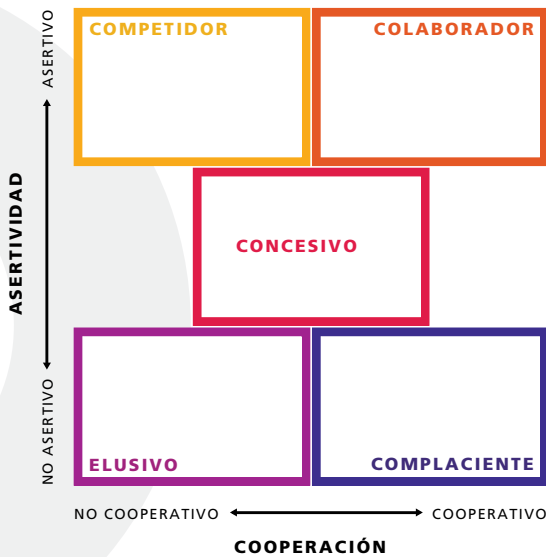 COMPETIDOR
COLABORADOR
CONCESIVO
ELUSIVO
COMPLACIENTE
ASERTIVO
ASERTIVIDAD
NO ASERTIVO
NO COOPERATIVO
COOPERATIVO
COOPERACIÓN